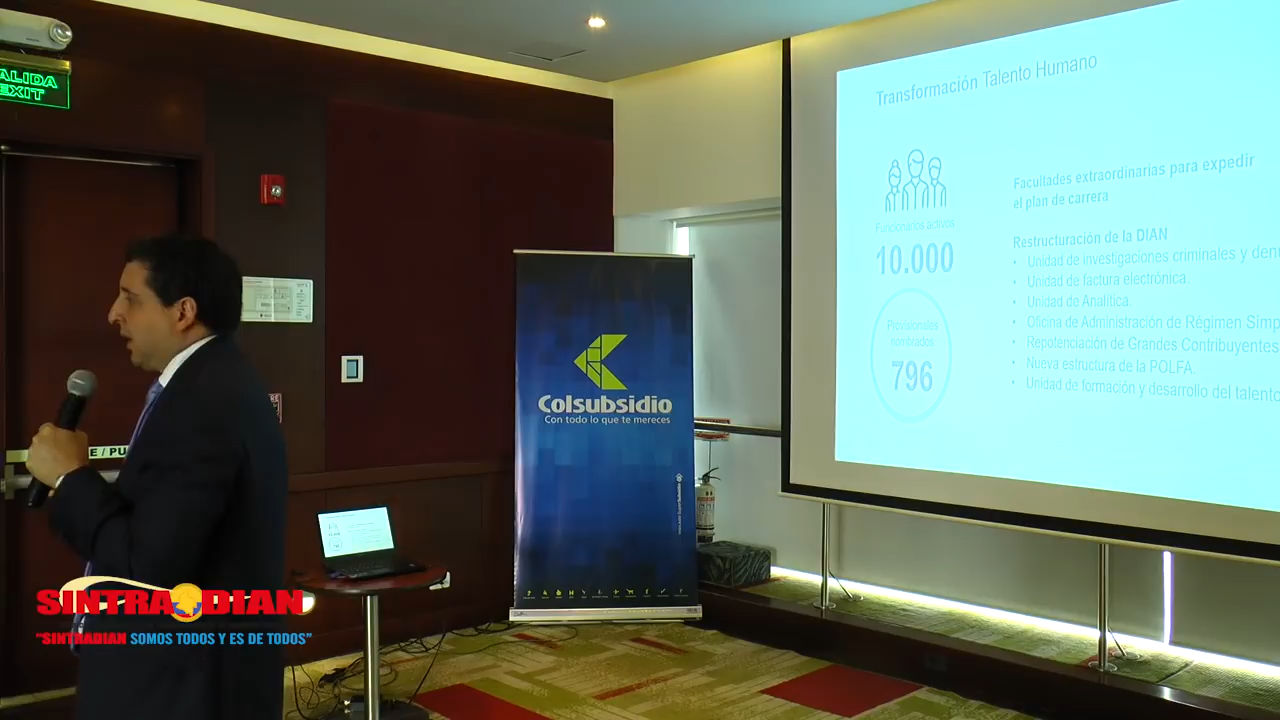 ALIDA
EXIT
E / PU
Colsubsidio
Con todo lo que te mereces
SINTRADIAN
"SINTRADIAN SOMOS TODOS Y ES DE TODOS"
Transformación Talento Humano
Funcionarios activos
10.000
Provisionales
nombrados
796
Facultades extraordinarias para expedir
el plan de carrera
Restructuración de la DIAN
• Unidad de investigaciones criminales y den
• Unidad de factura electrónica.
• Unidad de Analítica.
• Oficina de Administración de Régimen Simp
• Repotenciación de Grandes Contribuyentes
• Nueva estructura de la POLFA.
• Unidad de formación y desarrollo del talento